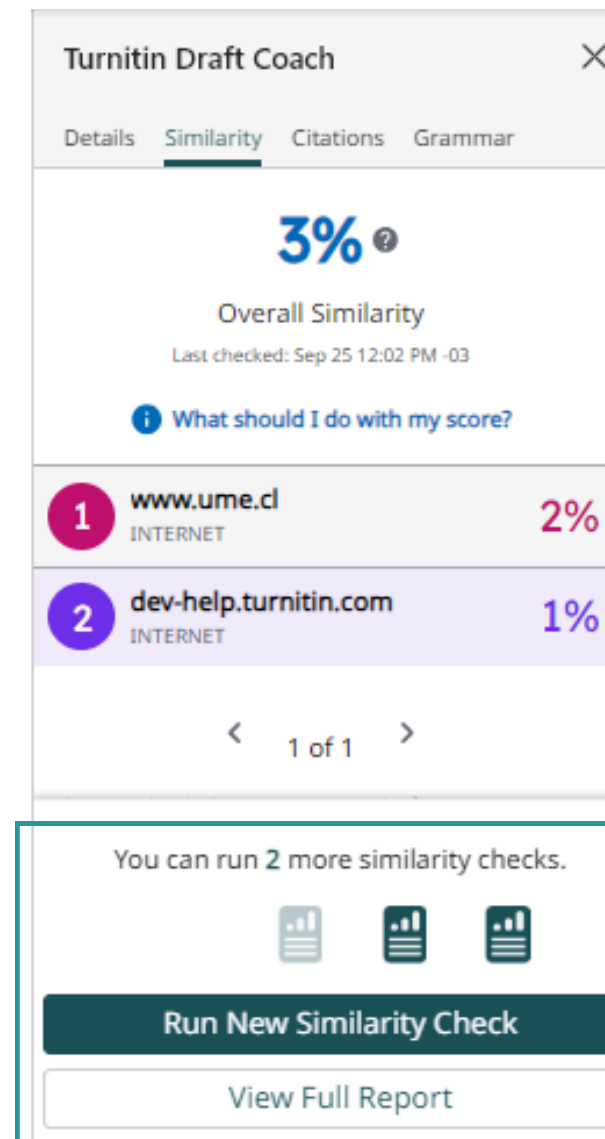 Turnitin Draft Coach
Details Similarity Citations Grammar
3%
Overall Similarity
Last checked: Sep 25 12:02 PM -03
What should I do with my score?
1 www.ume.cl 2%
INTERNET
2 dev-help.turnitin.com 1%
INTERNET
1 of 1
You can run 2 more similarity checks.
Run New Similarity Check
View Full Report